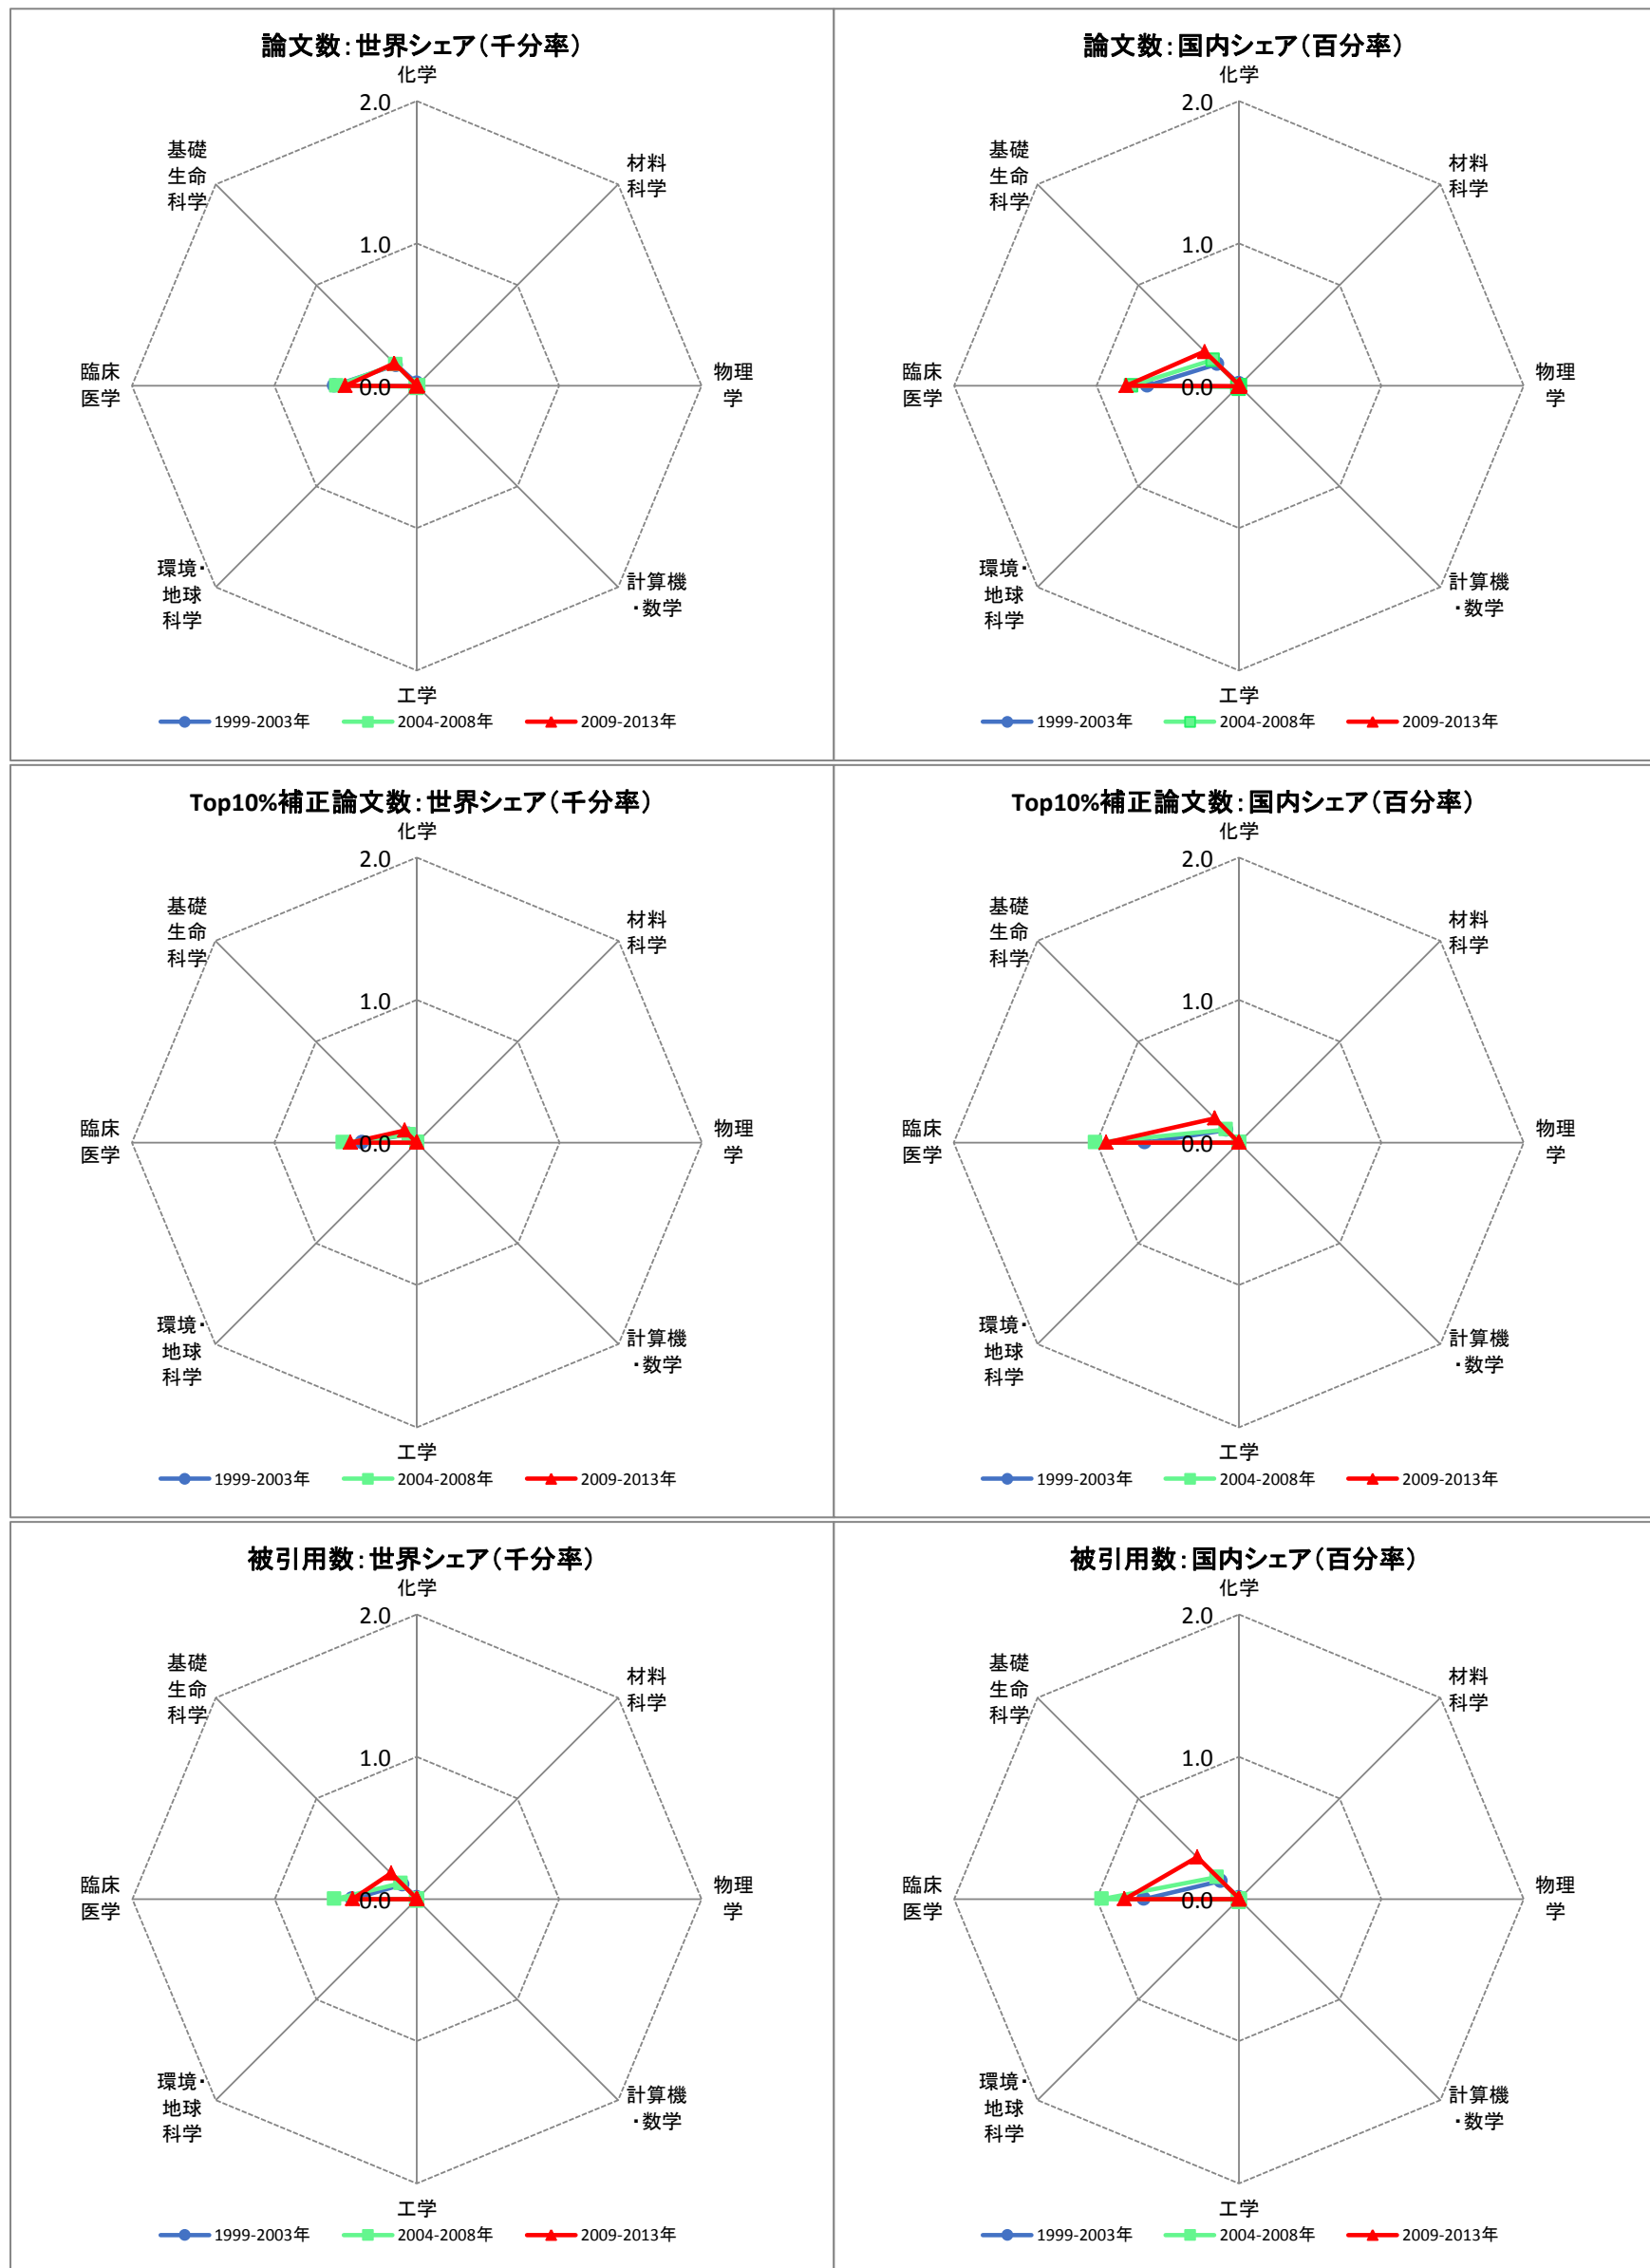 論文数：世界シェア（千分率）
化学
2.0
1.0
0.0
材料
科学
物理
学
計算機
・数学
工学
環境・
地球
科学
臨床
医学
基礎
生命
科学
1999-2003年 2004-2008年 2009-2013年
論文数：国内シェア（百分率）
化学
2.0
1.0
0.0
材料
科学
物理
学
計算機
・数学
工学
環境・
地球
科学
臨床
医学
基礎
生命
科学
1999-2003年 2004-2008年 2009-2013年
Top10%補正論文数：世界シェア（千分率）
化学
2.0
1.0
0.0
材料
科学
物理
学
計算機
・数学
工学
環境・
地球
科学
臨床
医学
基礎
生命
科学
1999-2003年 2004-2008年 2009-2013年
Top10%補正論文数：国内シェア（百分率）
化学
2.0
1.0
0.0
材料
科学
物理
学
計算機
・数学
工学
環境・
地球
科学
臨床
医学
基礎
生命
科学
1999-2003年 2004-2008年 2009-2013年
被引用数：世界シェア（千分率）
化学
2.0
1.0
0.0
材料
科学
物理
学
計算機
・数学
工学
環境・
地球
科学
臨床
医学
基礎
生命
科学
1999-2003年 2004-2008年 2009-2013年
被引用数：国内シェア（百分率）
化学
2.0
1.0
0.0
材料
科学
物理
学
計算機
・数学
工学
環境・
地球
科学
臨床
医学
基礎
生命
科学
1999-2003年 2004-2008年 2009-2013年